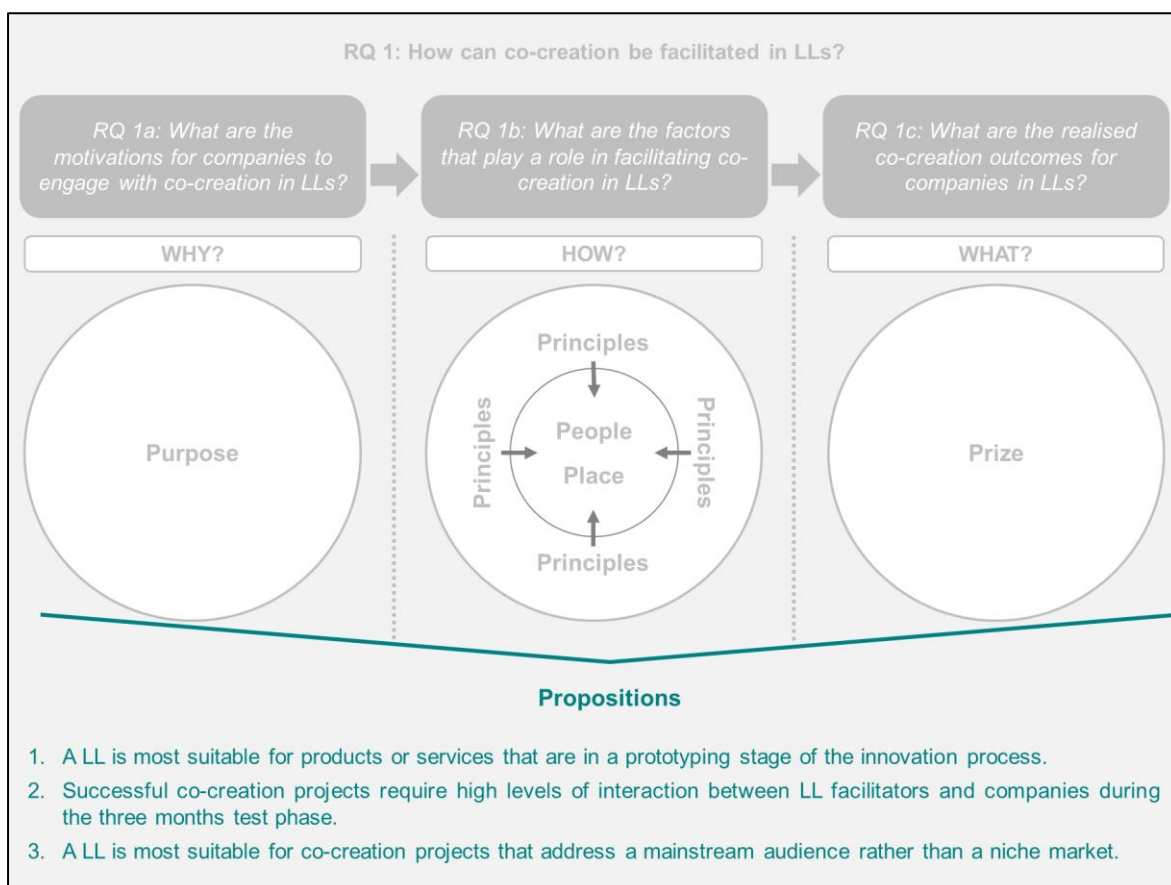 RQ 1: How can co-creation be facilitated in LLs?
RQ 1a: What are the
motivations for companies to
engage with co-creation in LLs?
RQ 1b: What are the factors
that play a role in facilitating co-
creation in LLs?
RQ 1c: What are the realised
co-creation outcomes for
companies in LLs?
WHY?
HOW?
WHAT?
Purpose
Principles
Principles
People
Place
Principles
Principles
Prize
Propositions
1. A LL is most suitable for products or services that are in a prototyping stage of the innovation process.
2. Successful co-creation projects require high levels of interaction between LL facilitators and companies during
the three months test phase.
3. A LL is most suitable for co-creation projects that address a mainstream audience rather than a niche market.